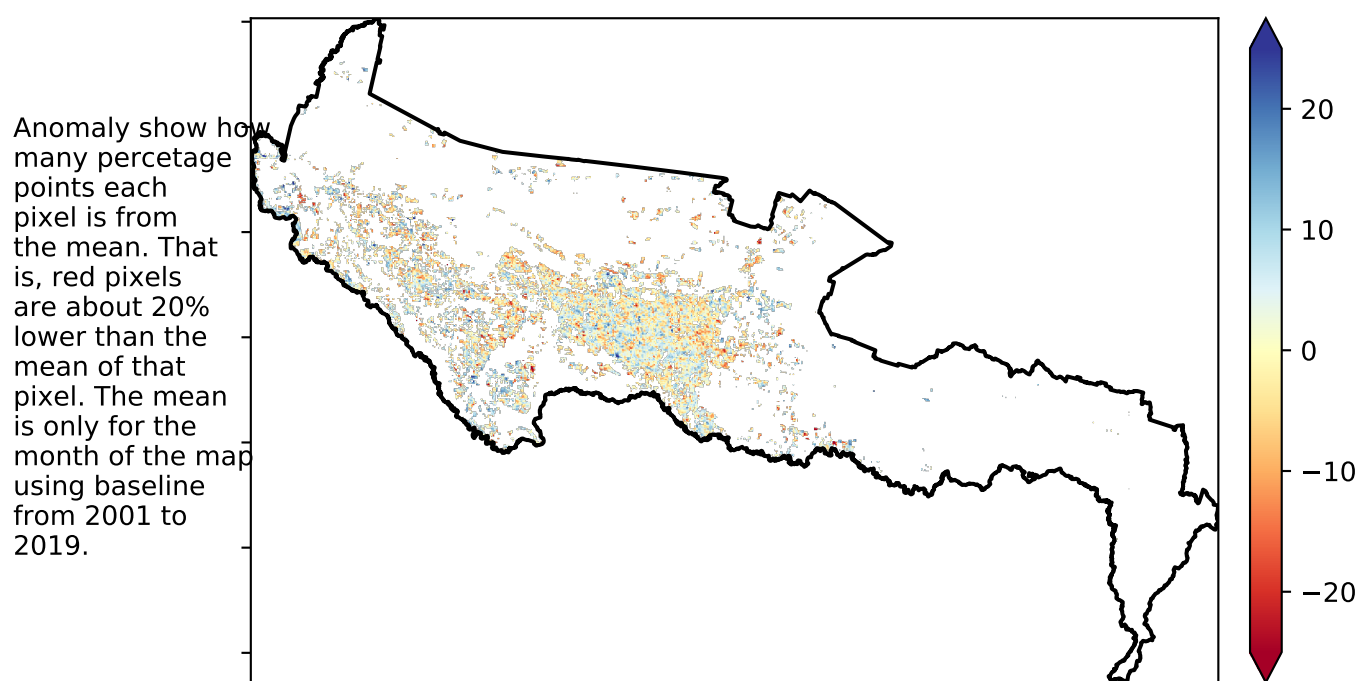 Anomaly show how
many percetage
points each
pixel is from
the mean. That
is, red pixels
are about 20%
lower than the
mean of that
pixel. The mean
is only for the
month of the map
using baseline
from 2001 to
2019.
20
10
0
−10
−20